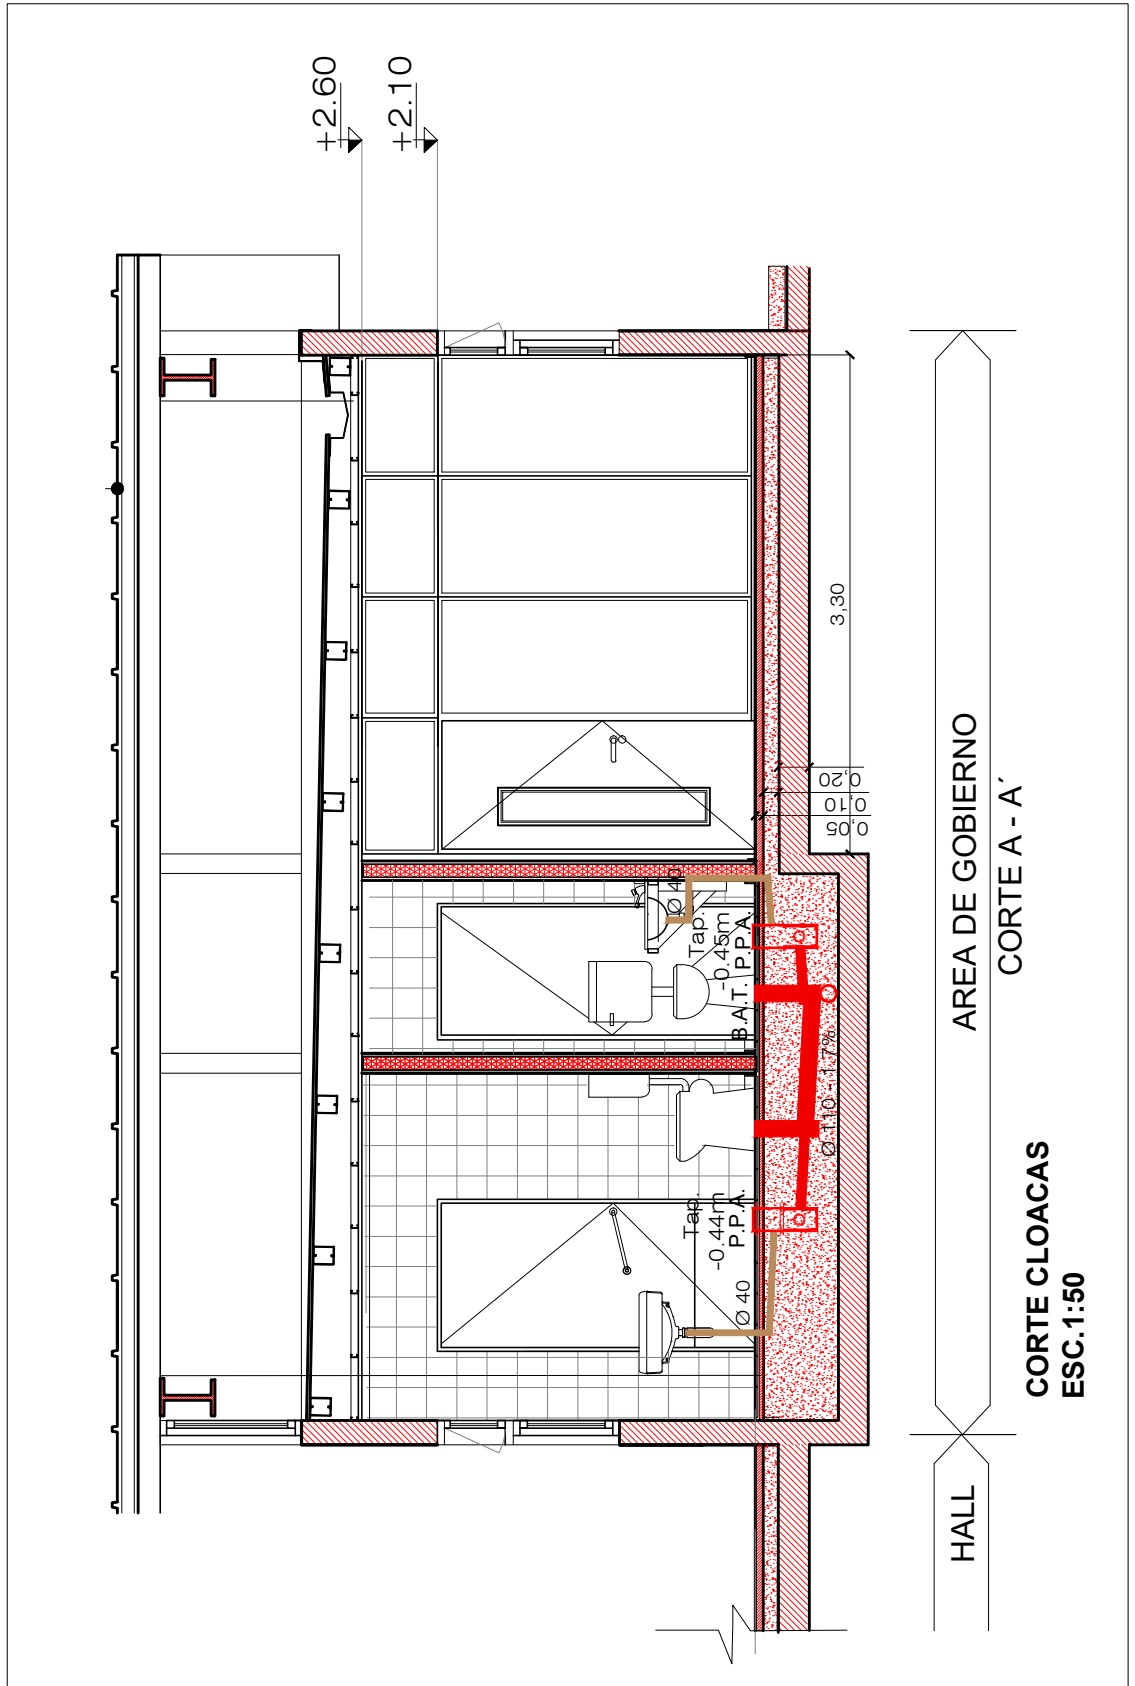 +2.60
+2.10
3,30
0,20
0,10
0,05
Ø 40
Tap.
-0.45m
P.P.A.
B.A.T.
Ø 110 - 1.7%
Tap.
-0.44m
P.P.A.
Ø 40
HALL
AREA DE GOBIERNO
CORTE A - A´
CORTE CLOACAS
ESC.1:50